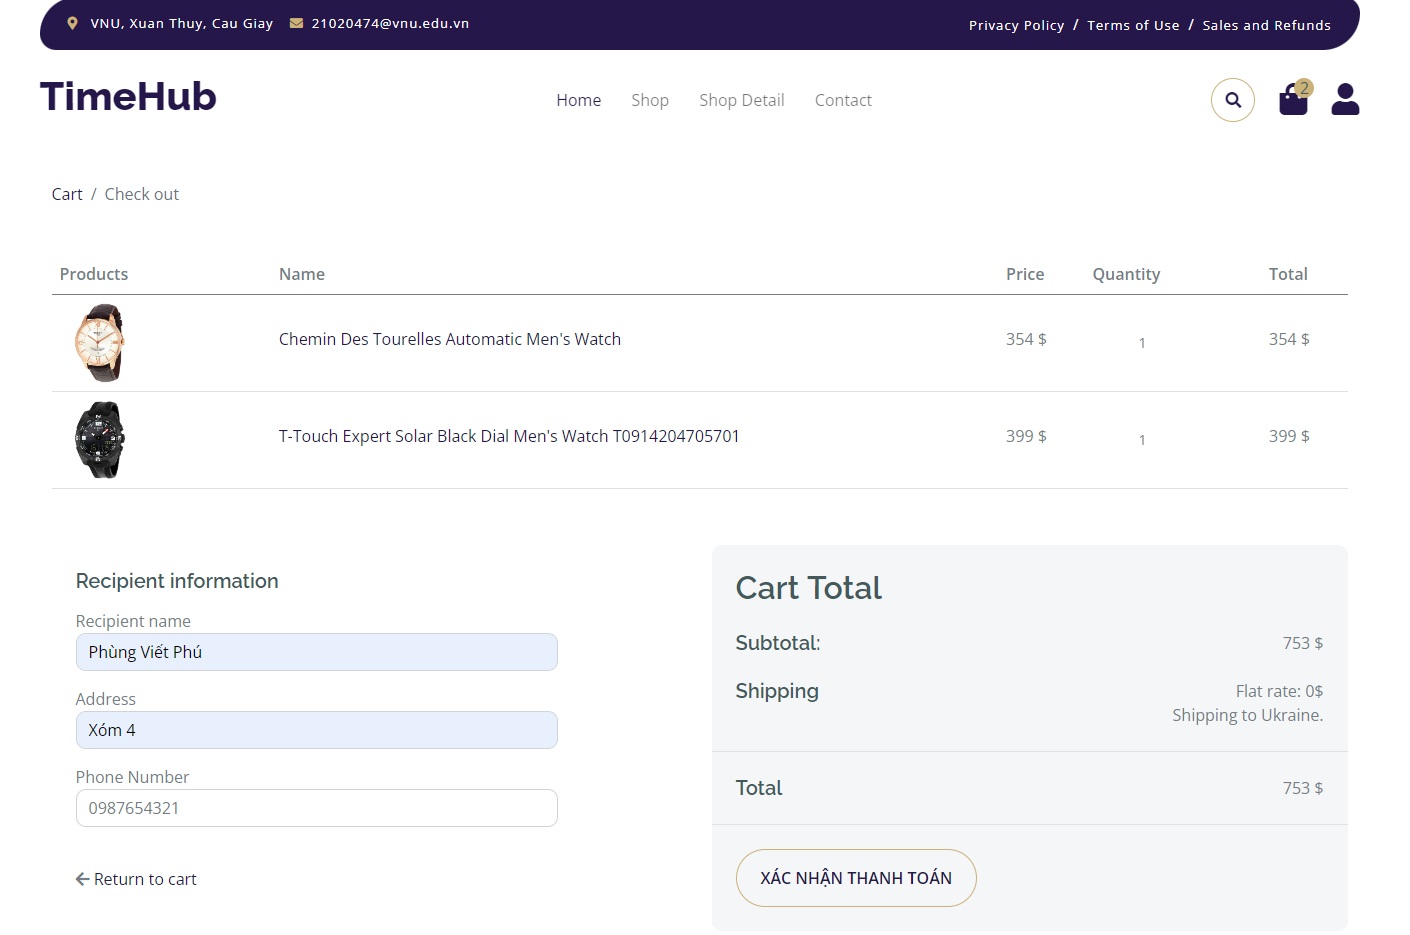 VNU, Xuan Thuy, Cau Giay 21020474@vnu.edu.vn Privacy Policy / Terms of Use / Sales and Refunds
TimeHub Home Shop Shop Detail Contact 2
Cart / Check out
Products Name Price Quantity Total
Chemin Des Tourelles Automatic Men's Watch 354 $ 1 354 $
T-Touch Expert Solar Black Dial Men's Watch T0914204705701 399 $ 1 399 $
Recipient information
Recipient name
Phùng Viết Phú
Address
Xóm 4
Phone Number
0987654321
Return to cart
Cart Total
Subtotal: 753 $
Shipping Flat rate: 0$
Shipping to Ukraine.
Total 753 $
XÁC NHẬN THANH TOÁN